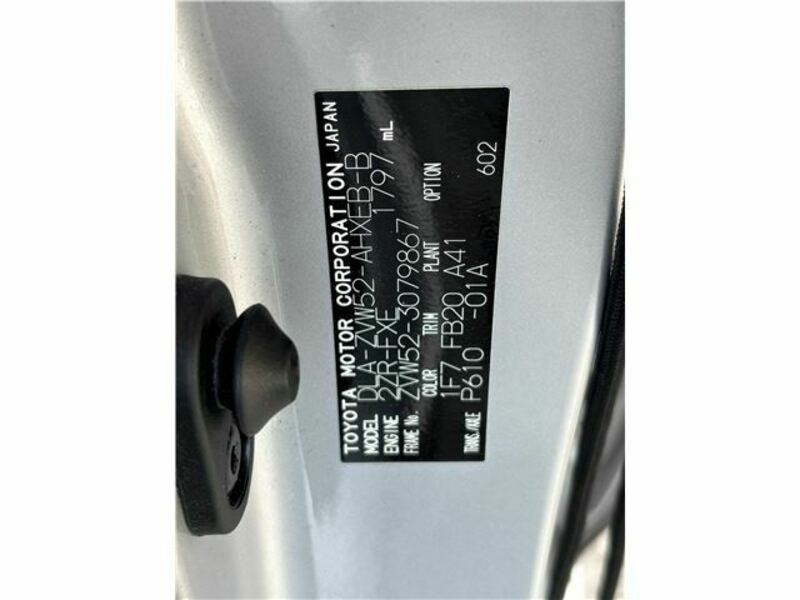 TOYOTA MOTOR CORPORATION JAPAN
MODEL DLA-ZVW52-AHXEB-B
ENGINE 2ZR-FXE 1797 mL
FRAME No. ZVW52-3079867
COLOR TRIM PLANT OPTION
1F7 FB20 A41
TRANS./AXLE P610 -01A 602